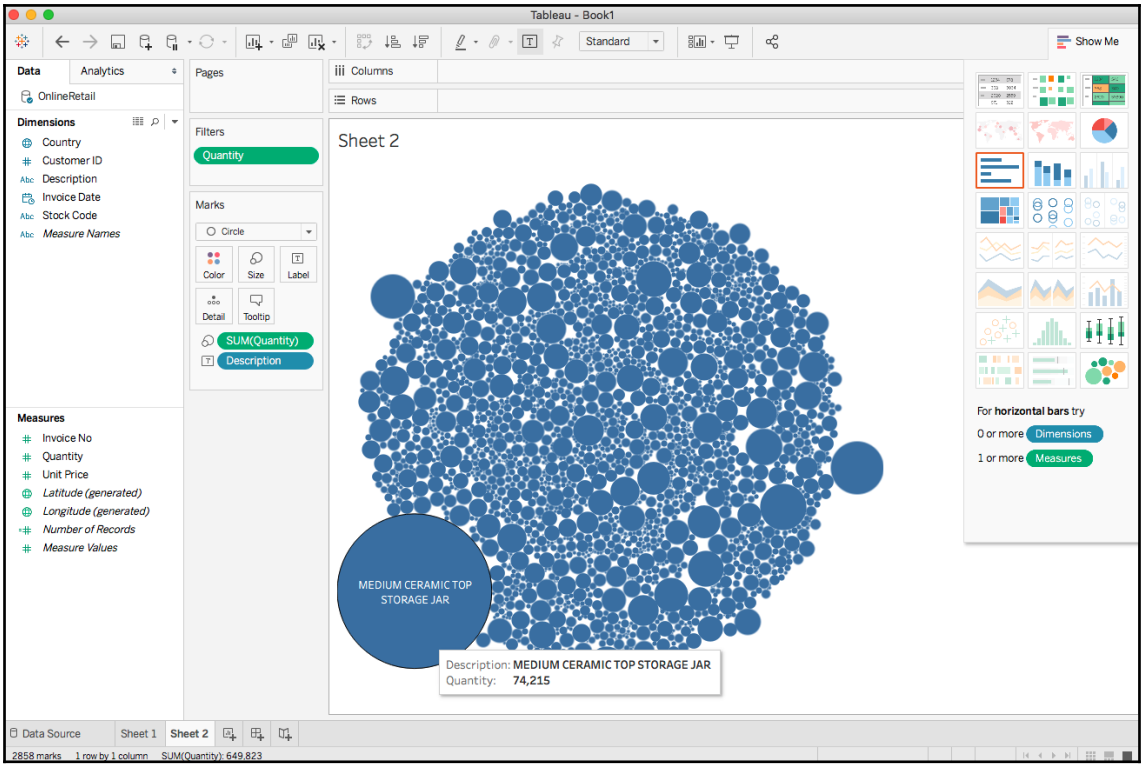 Tableau - Book1
Standard
Show Me
Data
Analytics
OnlineRetail
Dimensions
Country
Customer ID
Abc Description
Invoice Date
Abc Stock Code
Abc Measure Names
Measures
Invoice No
Quantity
Unit Price
Latitude (generated)
Longitude (generated)
Number of Records
Measure Values
Pages
Filters
Quantity
Marks
Circle
Color
Size
Label
Detail
Tooltip
SUM(Quantity)
Description
Columns
Rows
Sheet 2
MEDIUM CERAMIC TOP
STORAGE JAR
Description: MEDIUM CERAMIC TOP STORAGE JAR
Quantity: 74,215
For horizontal bars try
0 or more Dimensions
1 or more Measures
Data Source
Sheet 1
Sheet 2
2858 marks 1 row by 1 column SUM(Quantity): 649,823